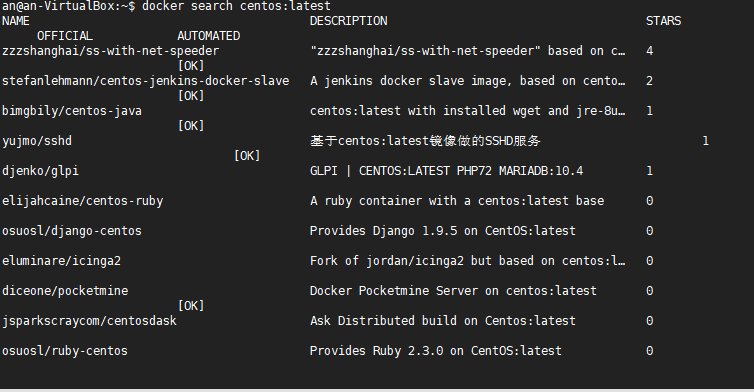 an@an-VirtualBox:~$ docker search centos:latest
NAME DESCRIPTION STARS
OFFICIAL AUTOMATED
zzzshanghai/ss-with-net-speeder "zzzshanghai/ss-with-net-speeder" based on c… 4
[OK]
stefanlehmann/centos-jenkins-docker-slave A jenkins docker slave image, based on cento… 2
[OK]
bimgbily/centos-java centos:latest with installed wget and jre-8u… 1
[OK]
yujmo/sshd 基于centos:latest镜像做的SSHD服务 1
[OK]
djenko/glpi GLPI | CENTOS:LATEST PHP72 MARIADB:10.4 1
elijahcaine/centos-ruby A ruby container with a centos:latest base 0
osuosl/django-centos Provides Django 1.9.5 on CentOS:latest 0
eluminare/icinga2 Fork of jordan/icinga2 but based on centos:l… 0
diceone/pocketmine Docker Pocketmine Server on centos:latest 0
[OK]
jsparkscraycom/centosdask Ask Distributed build on Centos:latest 0
osuosl/ruby-centos Provides Ruby 2.3.0 on CentOS:latest 0